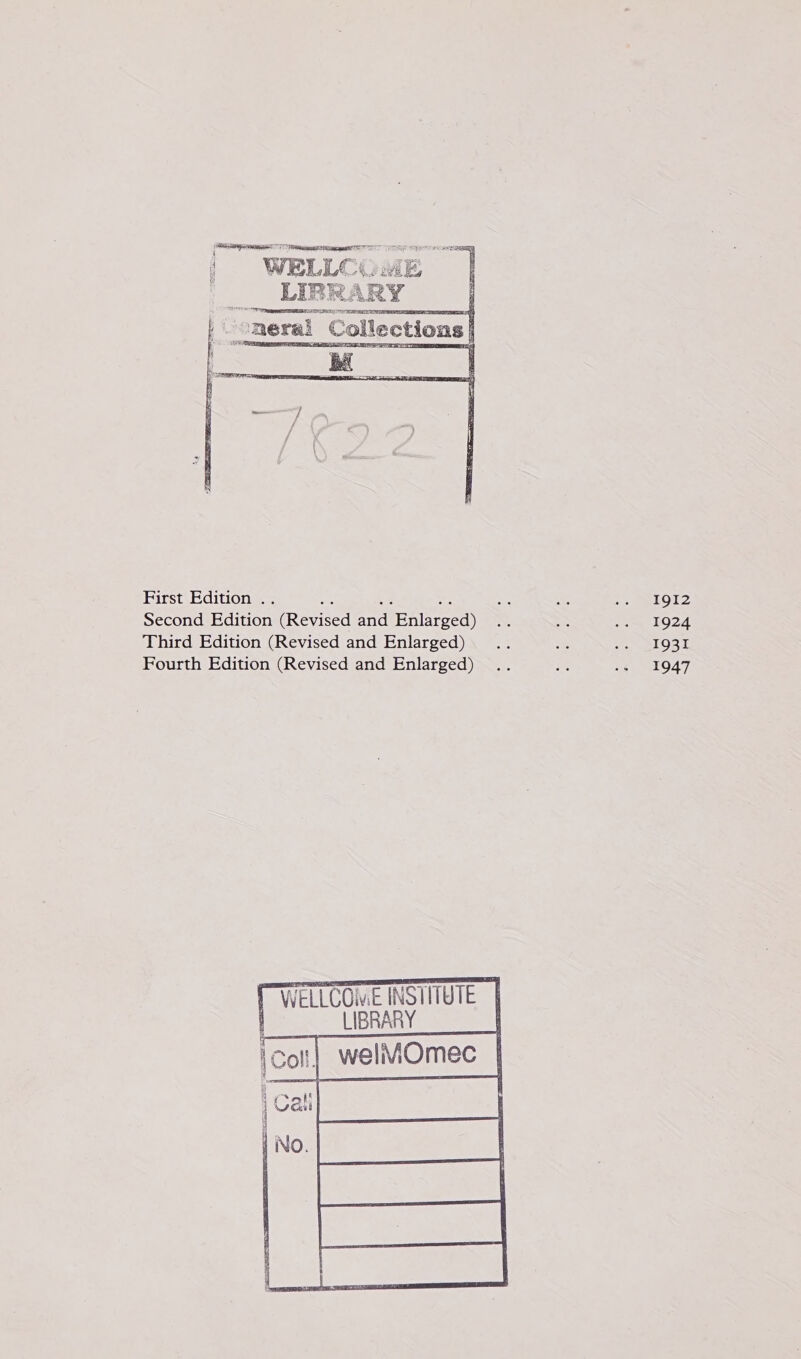 WELLCOME
LIBRARY
General Collections
M
7822
First Edition .. .. .. .. .. .. .. 1912
Second Edition (Revised and Enlarged) .. .. .. 1924
Third Edition (Revised and Enlarged) .. .. .. 1931
Fourth Edition (Revised and Enlarged) .. .. .. 1947
WELLCOME INSTITUTE
LIBRARY
Coll. welMOmec
Call
No.